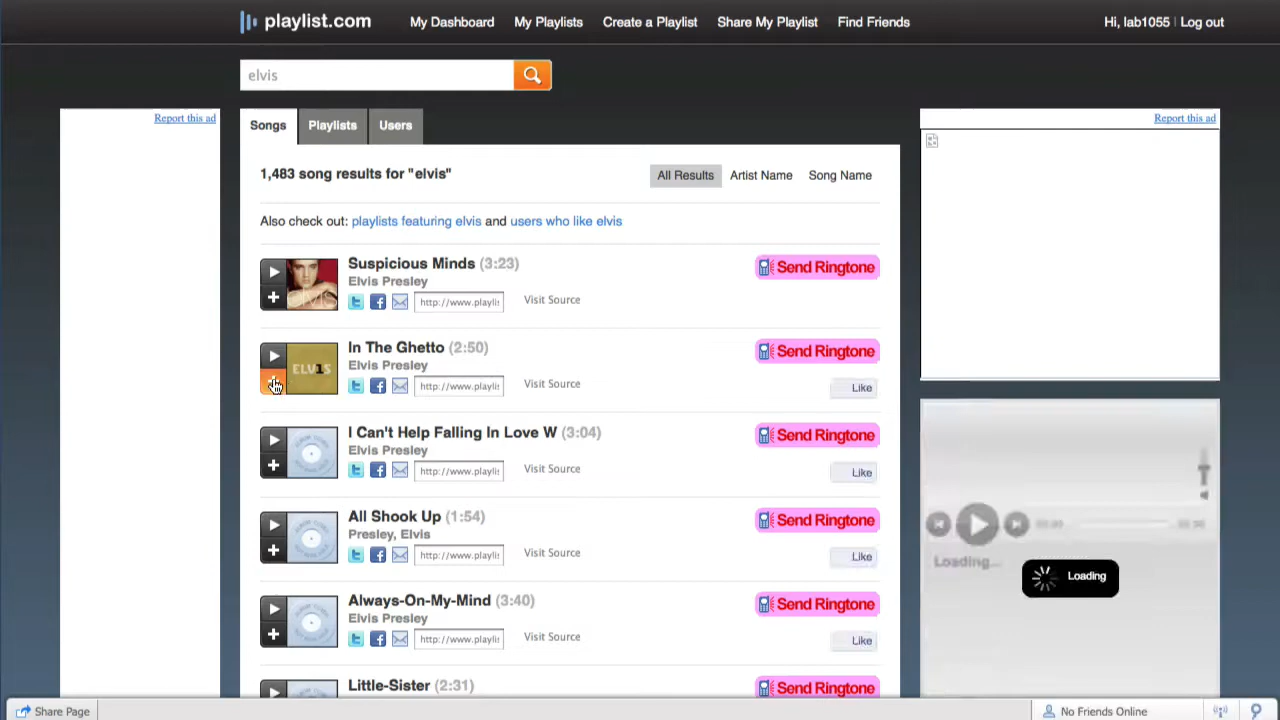 playlist.com
My Dashboard My Playlists Create a Playlist Share My Playlist Find Friends
Hi, lab1055 Log out
elvis
Report this ad
Songs Playlists Users
Report this ad
1,483 song results for "elvis"
All Results Artist Name Song Name
Also check out: playlists featuring elvis and users who like elvis
Suspicious Minds (3:23)
Elvis Presley
http://www.playli
Visit Source
Send Ringtone
ELVIS
In The Ghetto (2:50)
Elvis Presley
http://www.playli
Visit Source
Send Ringtone
Like
I Can't Help Falling In Love W (3:04)
Elvis Presley
http://www.playli
Visit Source
Send Ringtone
Like
All Shook Up (1:54)
Presley, Elvis
http://www.playli
Visit Source
Send Ringtone
Like
Always-On-My-Mind (3:40)
Elvis Presley
http://www.playli
Visit Source
Send Ringtone
Like
Little-Sister (2:31)
Send Ringtone
Loading...
Loading
Share Page
No Friends Online